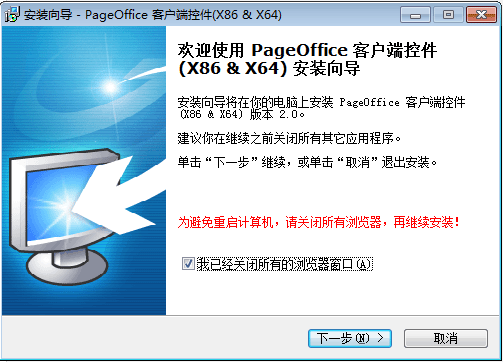 安装向导 - PageOffice 客户端控件(X86 & X64)
欢迎使用 PageOffice 客户端控件
(X86 & X64) 安装向导
安装向导将在你的电脑上安装 PageOffice 客户端控件
(X86 & X64) 版本 2.0。
建议你在继续之前关闭所有其它应用程序。
单击“下一步”继续，或单击“取消”退出安装。
为避免重启计算机，请关闭所有浏览器，再继续安装！
我已经关闭所有的浏览器窗口(A)
下一步(N) >
取消